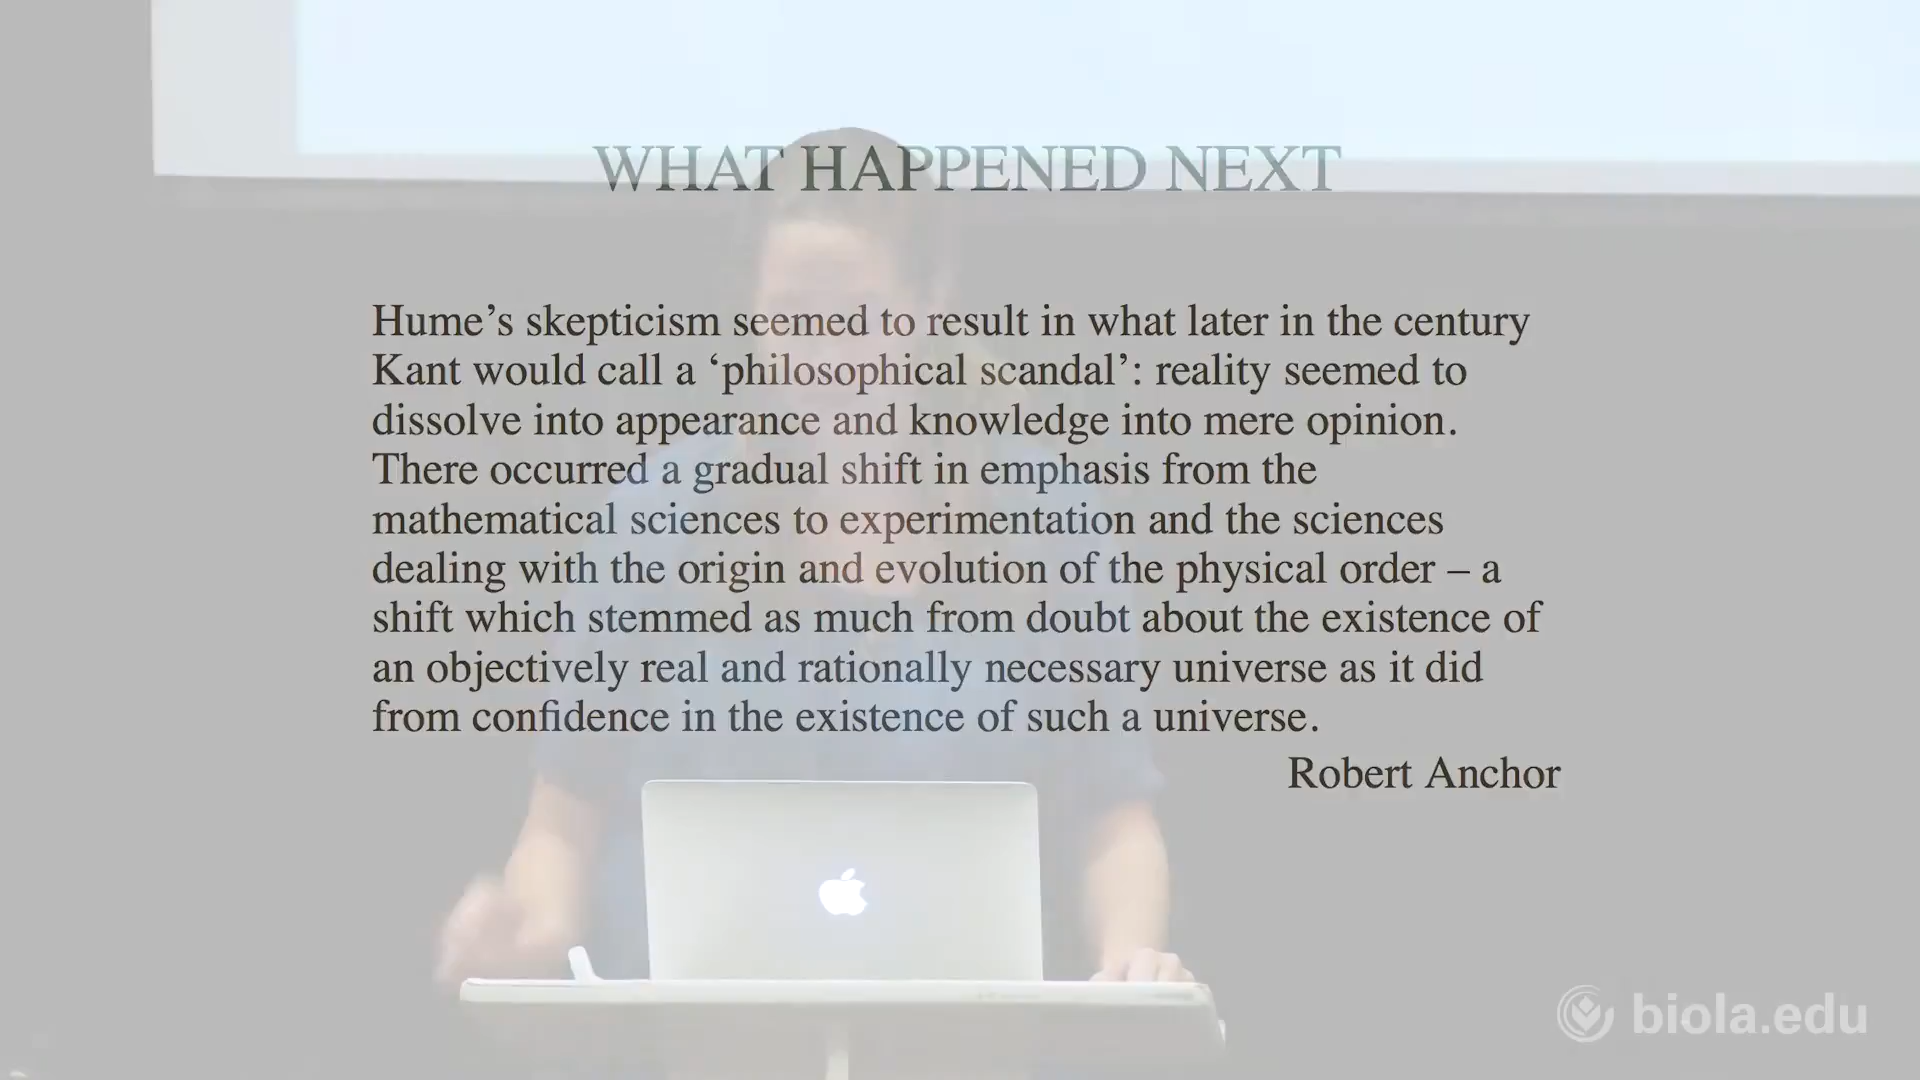 WHAT HAPPENED NEXT
Hume’s skepticism seemed to result in what later in the century
Kant would call a ‘philosophical scandal’: reality seemed to
dissolve into appearance and knowledge into mere opinion.
There occurred a gradual shift in emphasis from the
mathematical sciences to experimentation and the sciences
dealing with the origin and evolution of the physical order – a
shift which stemmed as much from doubt about the existence of
an objectively real and rationally necessary universe as it did
from confidence in the existence of such a universe.
Robert Anchor
biola.edu